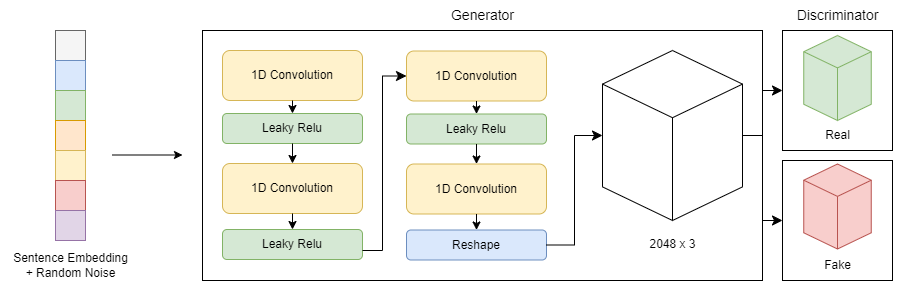 Generator
Discriminator
1D Convolution
Leaky Relu
1D Convolution
Leaky Relu
1D Convolution
Leaky Relu
1D Convolution
Reshape
2048 x 3
Real
Fake
Sentence Embedding
+ Random Noise